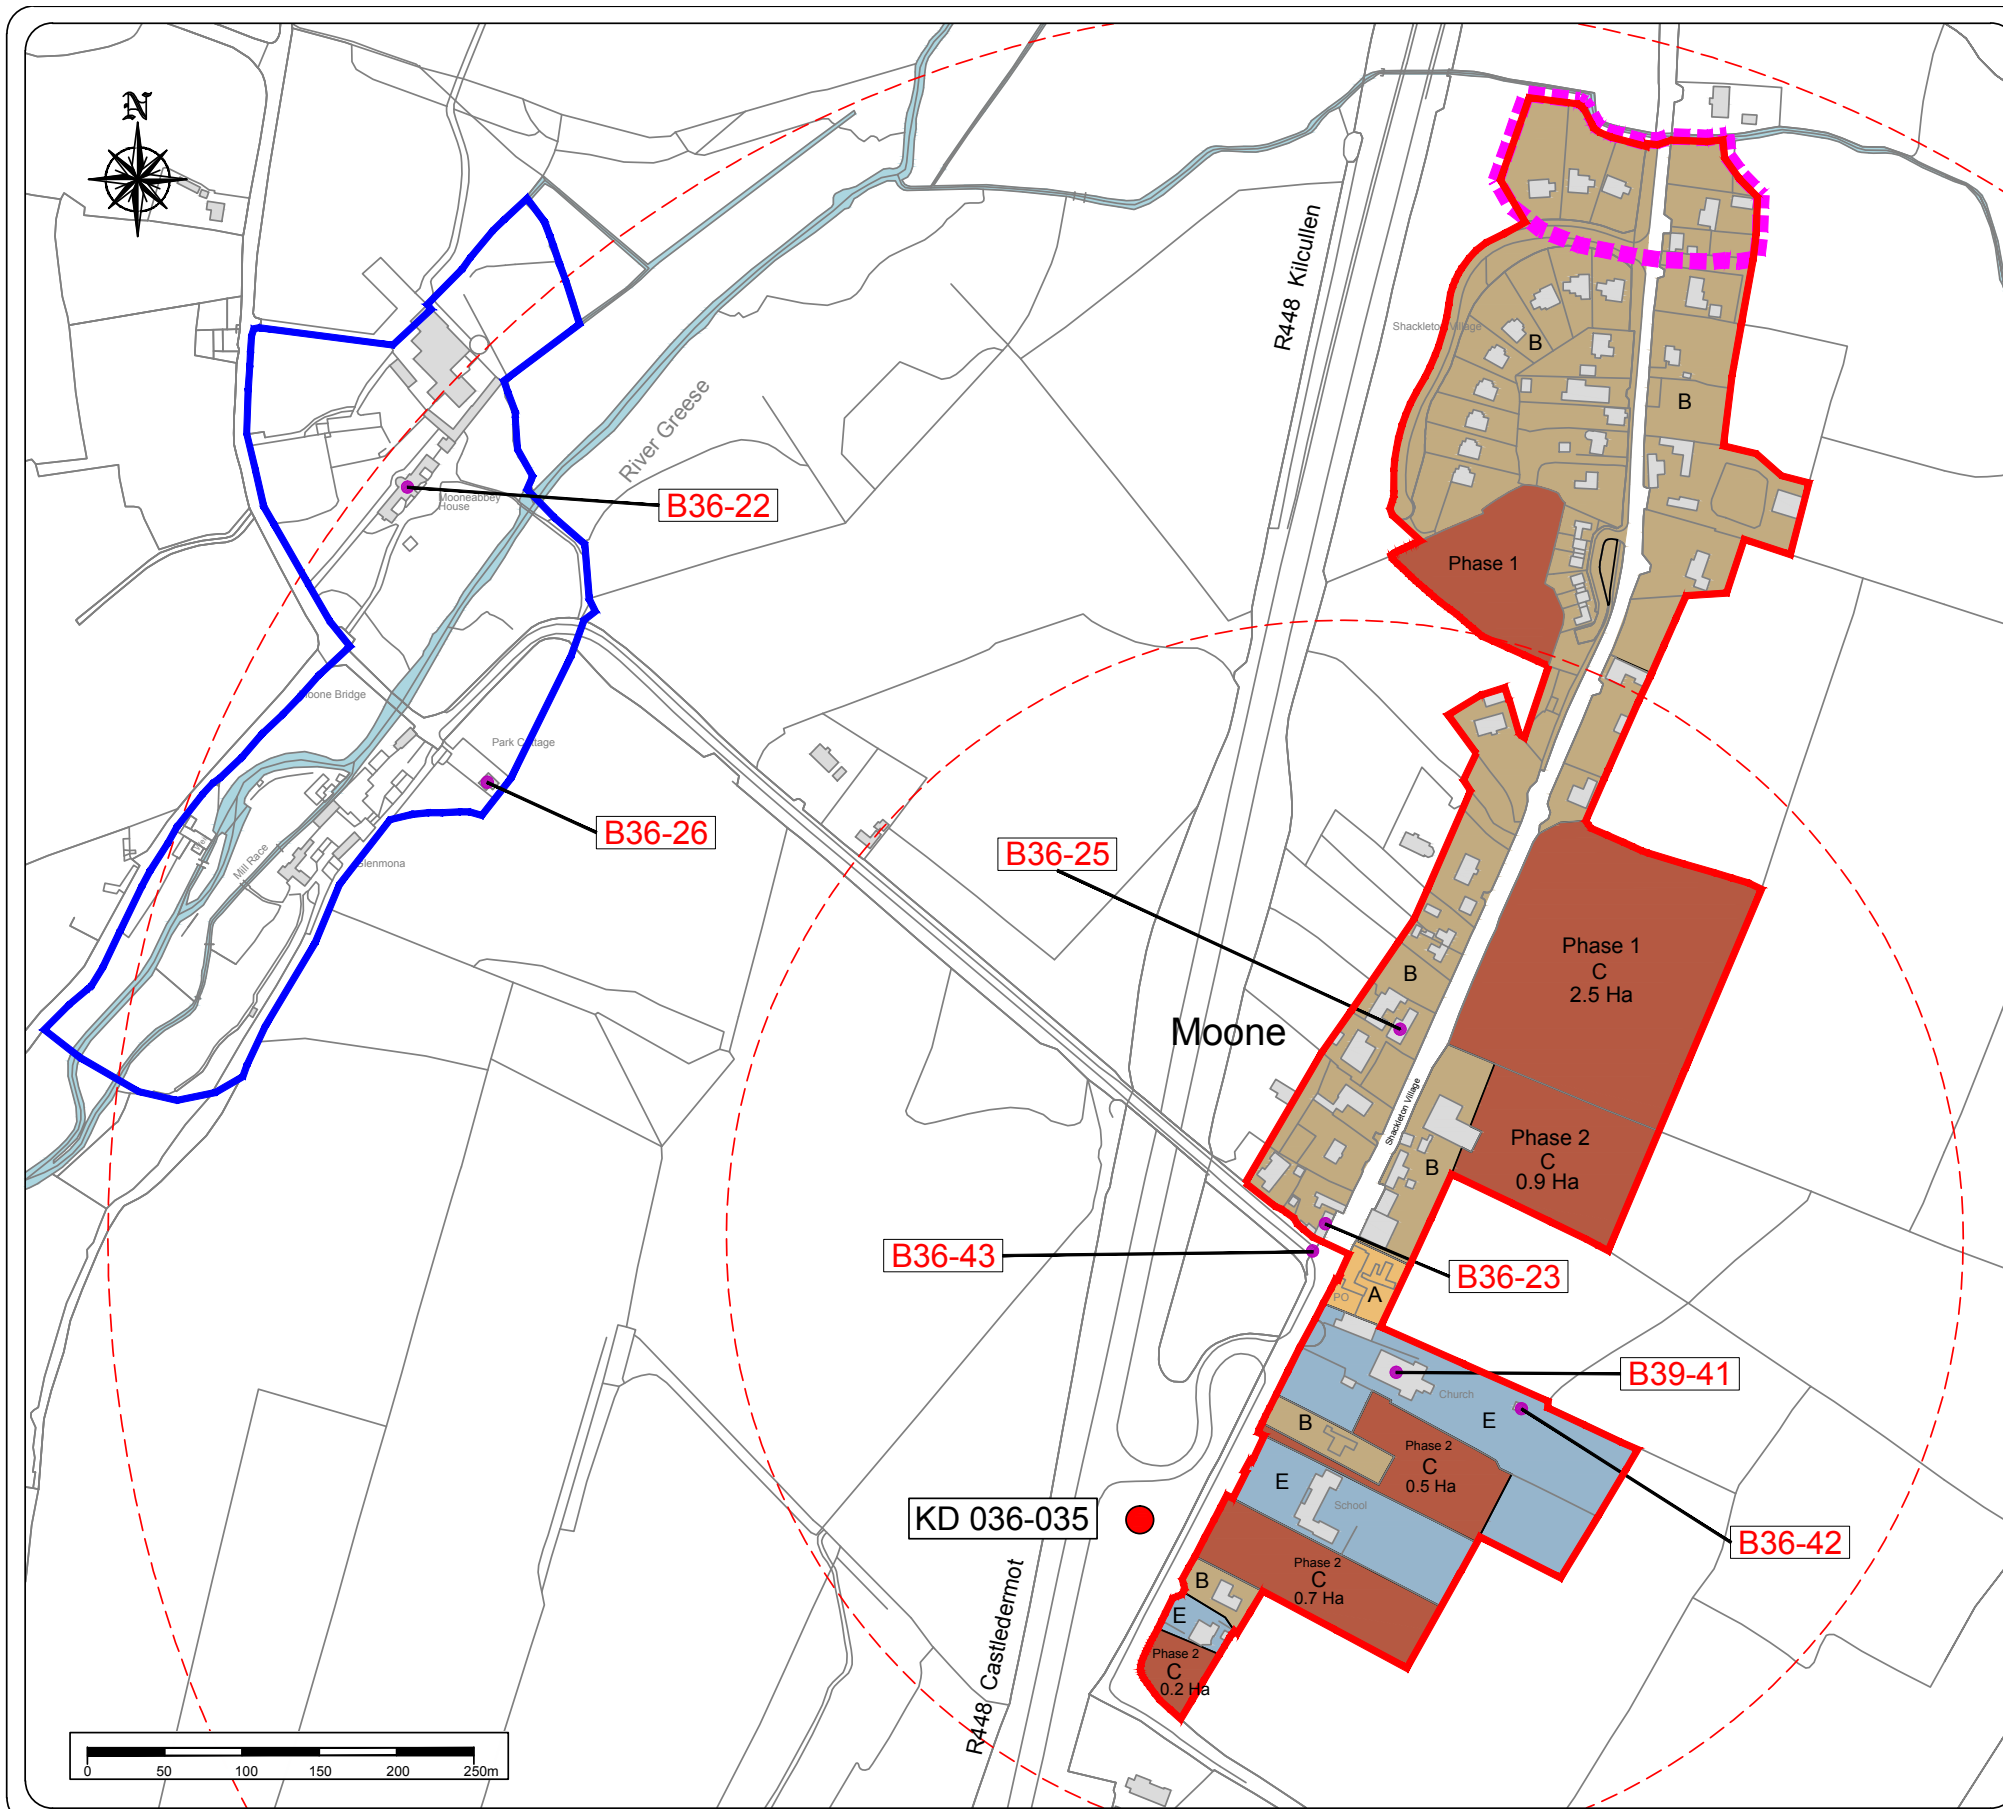 N
R448 Kilcullen
Shackleton Village
B
B
River Greese
B36-22
Mooneabbey
House
Phase 1
Moone Bridge
Park Cottage
B36-26
Mill Race
Glenmona
B36-25
Phase 1
C
2.5 Ha
B
Moone
Shackleton Village
Phase 2
C
0.9 Ha
B
B36-43
B36-23
PO
A
B39-41
Church
E
B
Phase 2
C
0.5 Ha
E
School
KD 036-035
B36-42
R448 Castledermot
Phase 2
C
0.7 Ha
B
E
Phase 2
C
0.2 Ha
0 50 100 150 200 250m